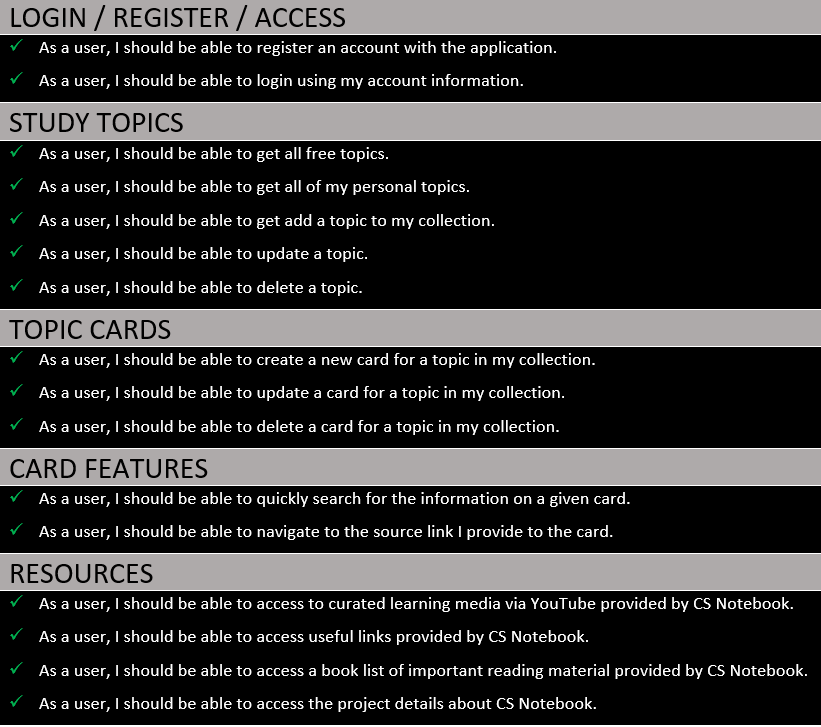 LOGIN / REGISTER / ACCESS
As a user, I should be able to register an account with the application.
As a user, I should be able to login using my account information.
STUDY TOPICS
As a user, I should be able to get all free topics.
As a user, I should be able to get all of my personal topics.
As a user, I should be able to get add a topic to my collection.
As a user, I should be able to update a topic.
As a user, I should be able to delete a topic.
TOPIC CARDS
As a user, I should be able to create a new card for a topic in my collection.
As a user, I should be able to update a card for a topic in my collection.
As a user, I should be able to delete a card for a topic in my collection.
CARD FEATURES
As a user, I should be able to quickly search for the information on a given card.
As a user, I should be able to navigate to the source link I provide to the card.
RESOURCES
As a user, I should be able to access to curated learning media via YouTube provided by CS Notebook.
As a user, I should be able to access useful links provided by CS Notebook.
As a user, I should be able to access a book list of important reading material provided by CS Notebook.
As a user, I should be able to access the project details about CS Notebook.